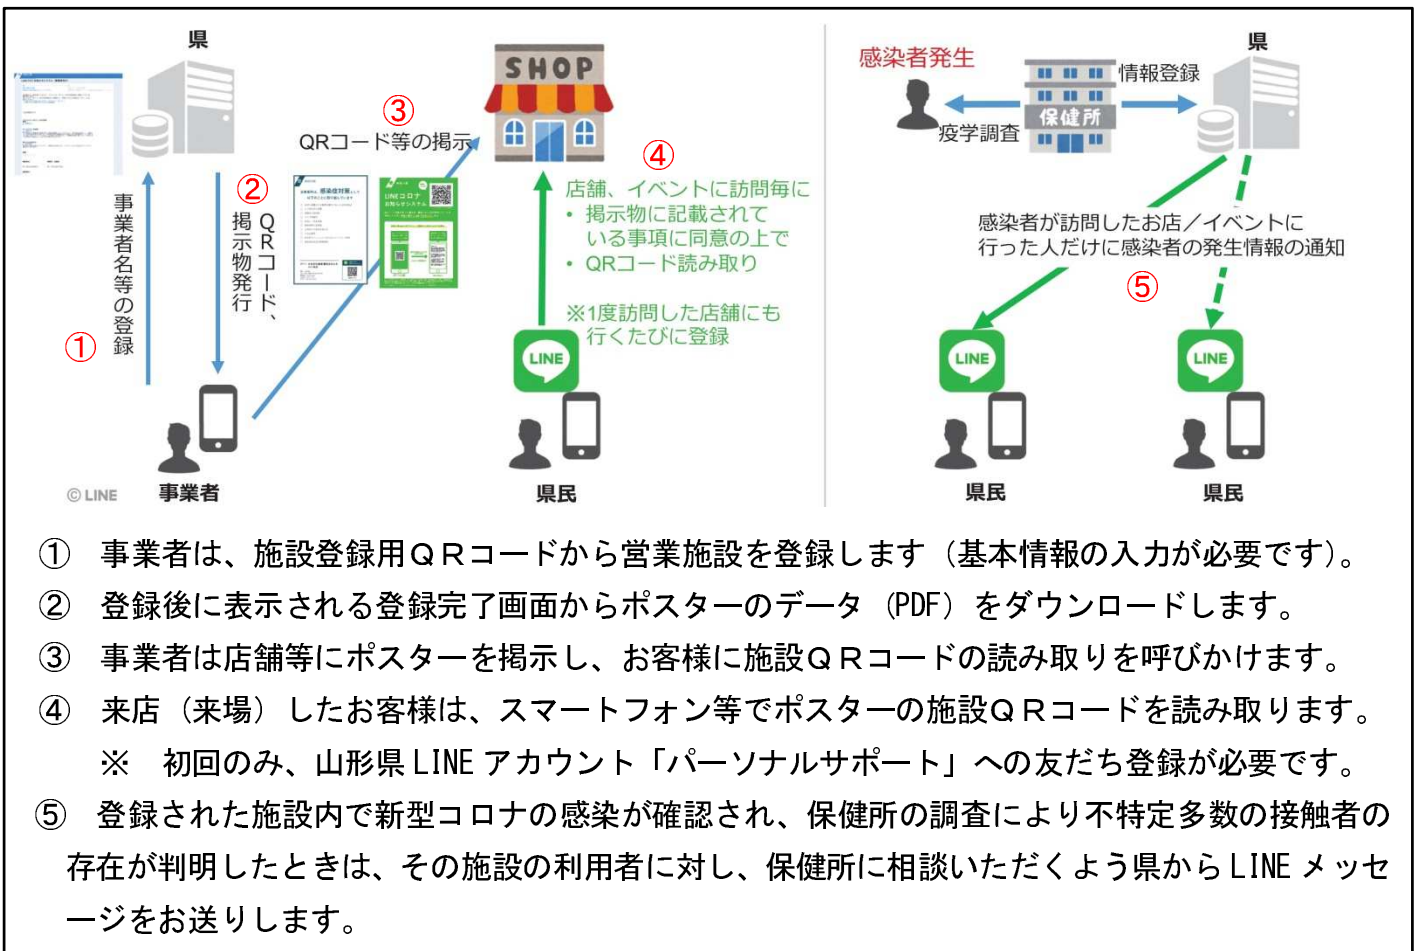 県
SHOP
③
QRコード等の掲示
②
QRコード、
掲示物発行
事業者名等の登録
①
感染症対策
LINEコロナ
お知らせシステム
④
店舗、イベントに訪問毎に
• 掲示物に記載されて
いる事項に同意の上で
• QRコード読み取り
※1度訪問した店舗にも
行くたびに登録
LINE
© LINE
事業者
県民
感染者発生
県
情報登録
保健所
疫学調査
感染者が訪問したお店／イベントに
行った人だけに感染者の発生情報の通知
⑤
LINE
LINE
県民
県民
① 事業者は、施設登録用ＱＲコードから営業施設を登録します（基本情報の入力が必要です）。
② 登録後に表示される登録完了画面からポスターのデータ（PDF）をダウンロードします。
③ 事業者は店舗等にポスターを掲示し、お客様に施設ＱＲコードの読み取りを呼びかけます。
④ 来店（来場）したお客様は、スマートフォン等でポスターの施設ＱＲコードを読み取ります。
※ 初回のみ、山形県 LINE アカウント「パーソナルサポート」への友だち登録が必要です。
⑤ 登録された施設内で新型コロナの感染が確認され、保健所の調査により不特定多数の接触者の
存在が判明したときは、その施設の利用者に対し、保健所に相談いただくよう県から LINE メッセ
ージをお送りします。